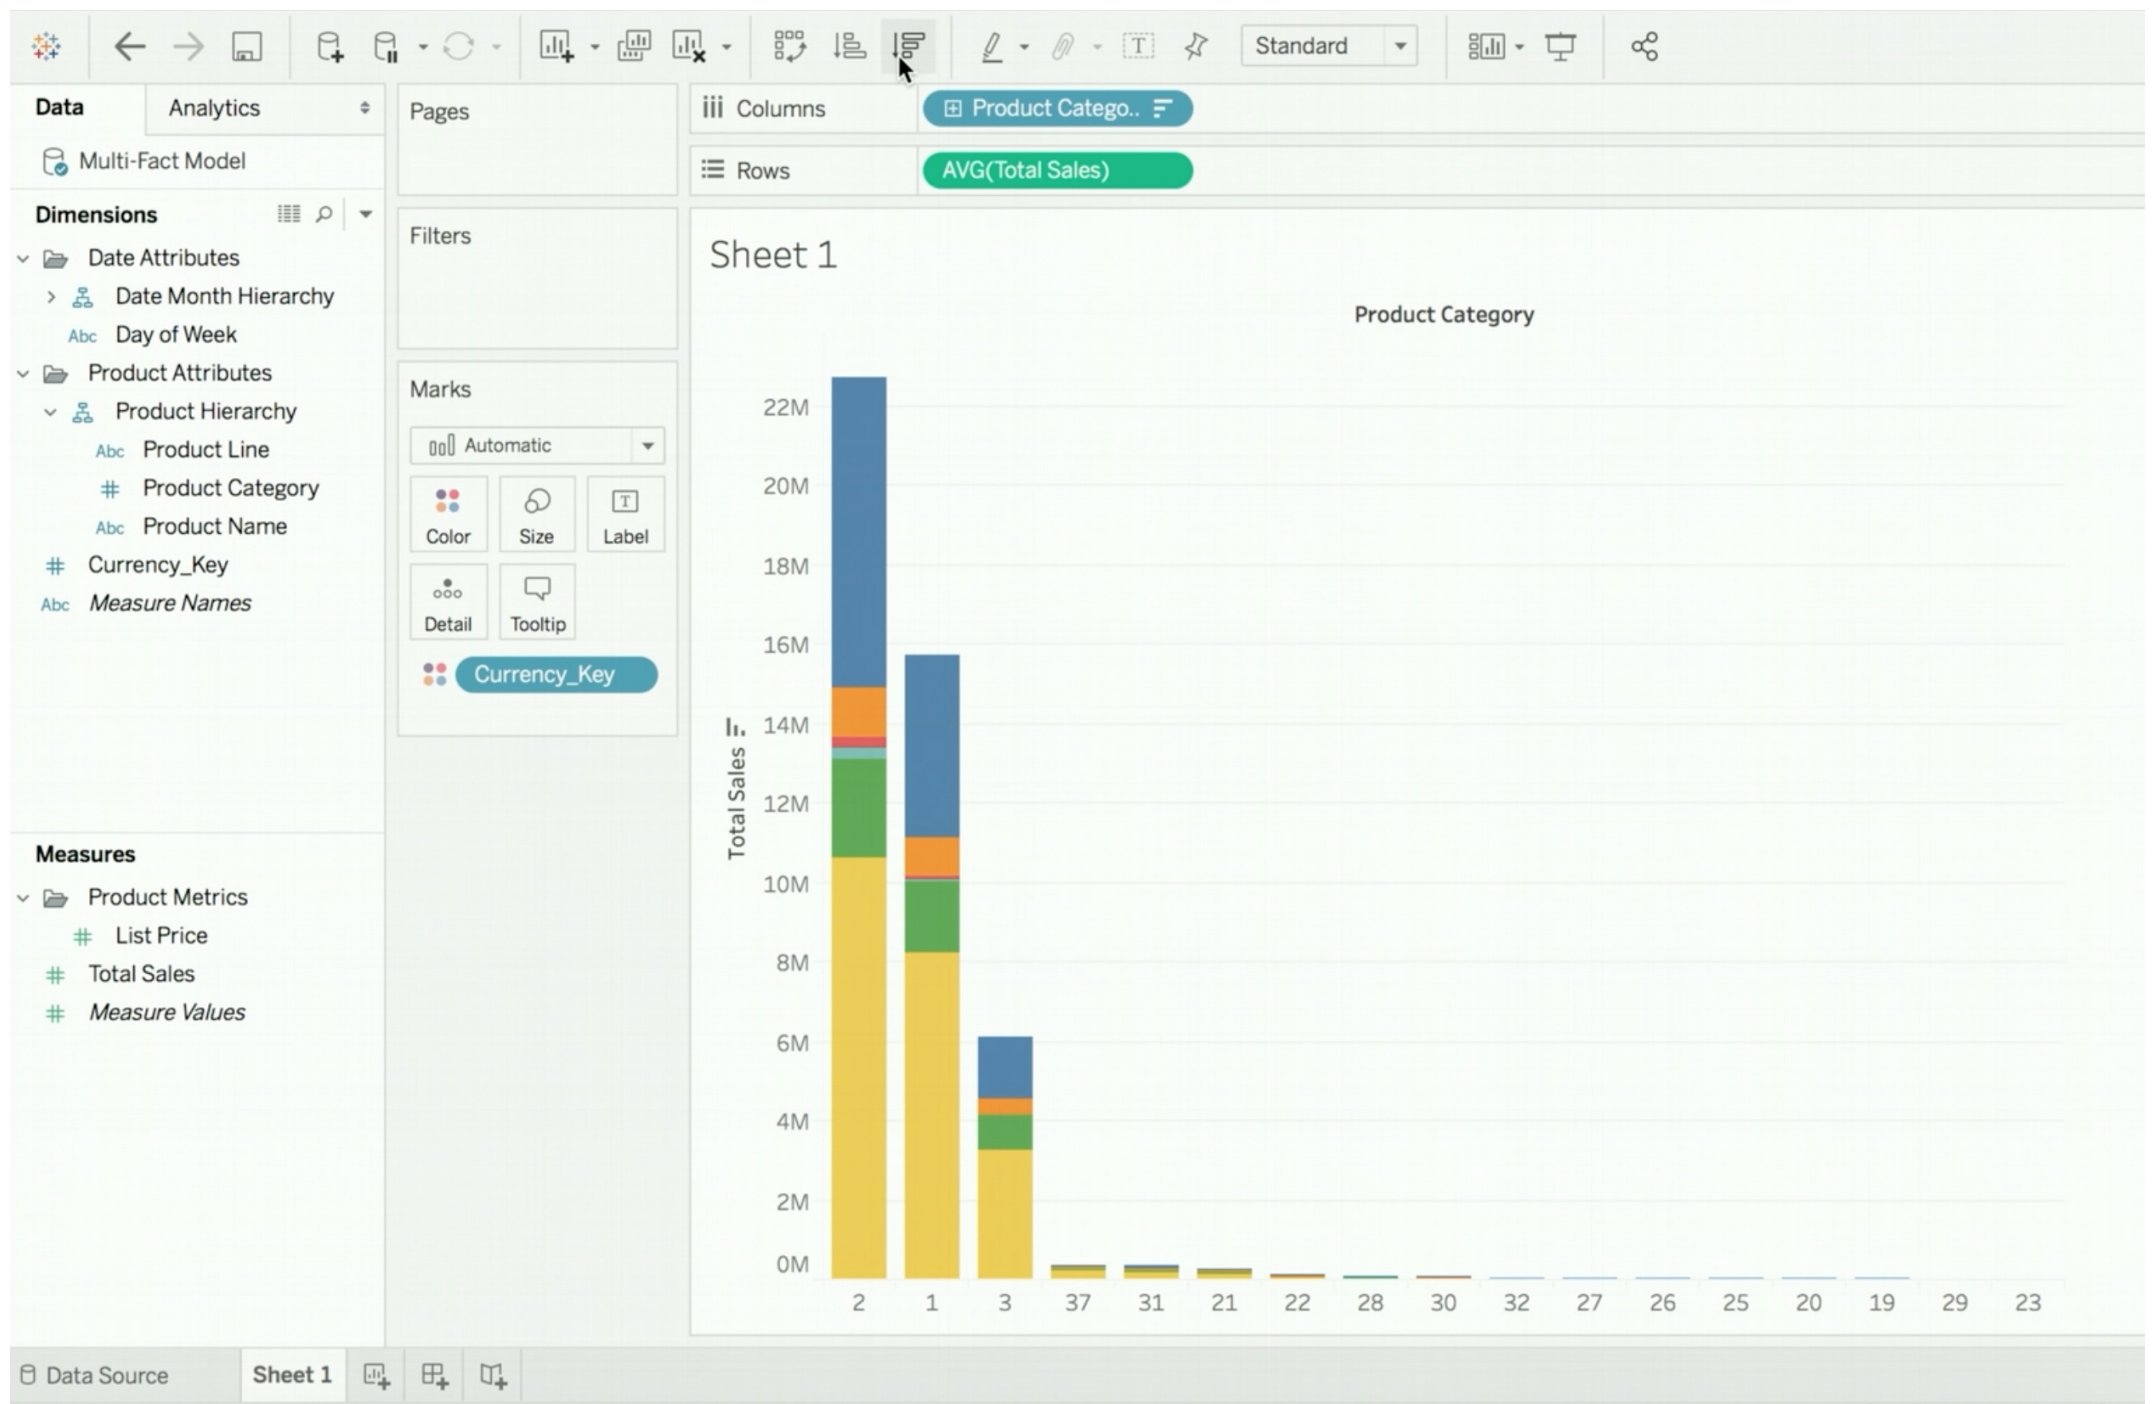 Standard
Data
Analytics
Multi-Fact Model
Dimensions
Date Attributes
Date Month Hierarchy
Abc Day of Week
Product Attributes
Product Hierarchy
Abc Product Line
# Product Category
Abc Product Name
# Currency_Key
Abc Measure Names
Measures
Product Metrics
# List Price
# Total Sales
# Measure Values
Pages
Filters
Marks
Automatic
Color
Size
T
Label
Detail
Tooltip
Currency_Key
Columns
Product Catego..
Rows
AVG(Total Sales)
Sheet 1
Product Category
Total Sales
22M
20M
18M
16M
14M
12M
10M
8M
6M
4M
2M
0M
2 1 3 37 31 21 22 28 30 32 27 26 25 20 19 29 23
Data Source
Sheet 1